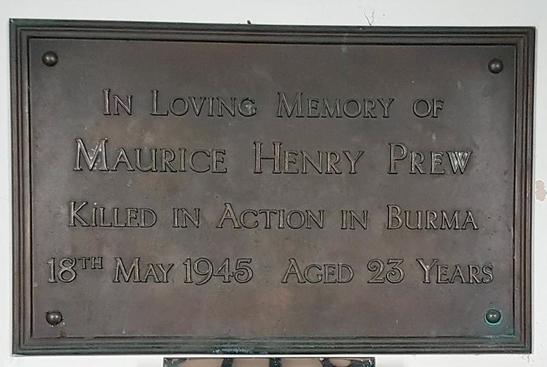 In Loving Memory of
Maurice Henry Prew
Killed in Action in Burma
18TH May 1945 Aged 23 Years